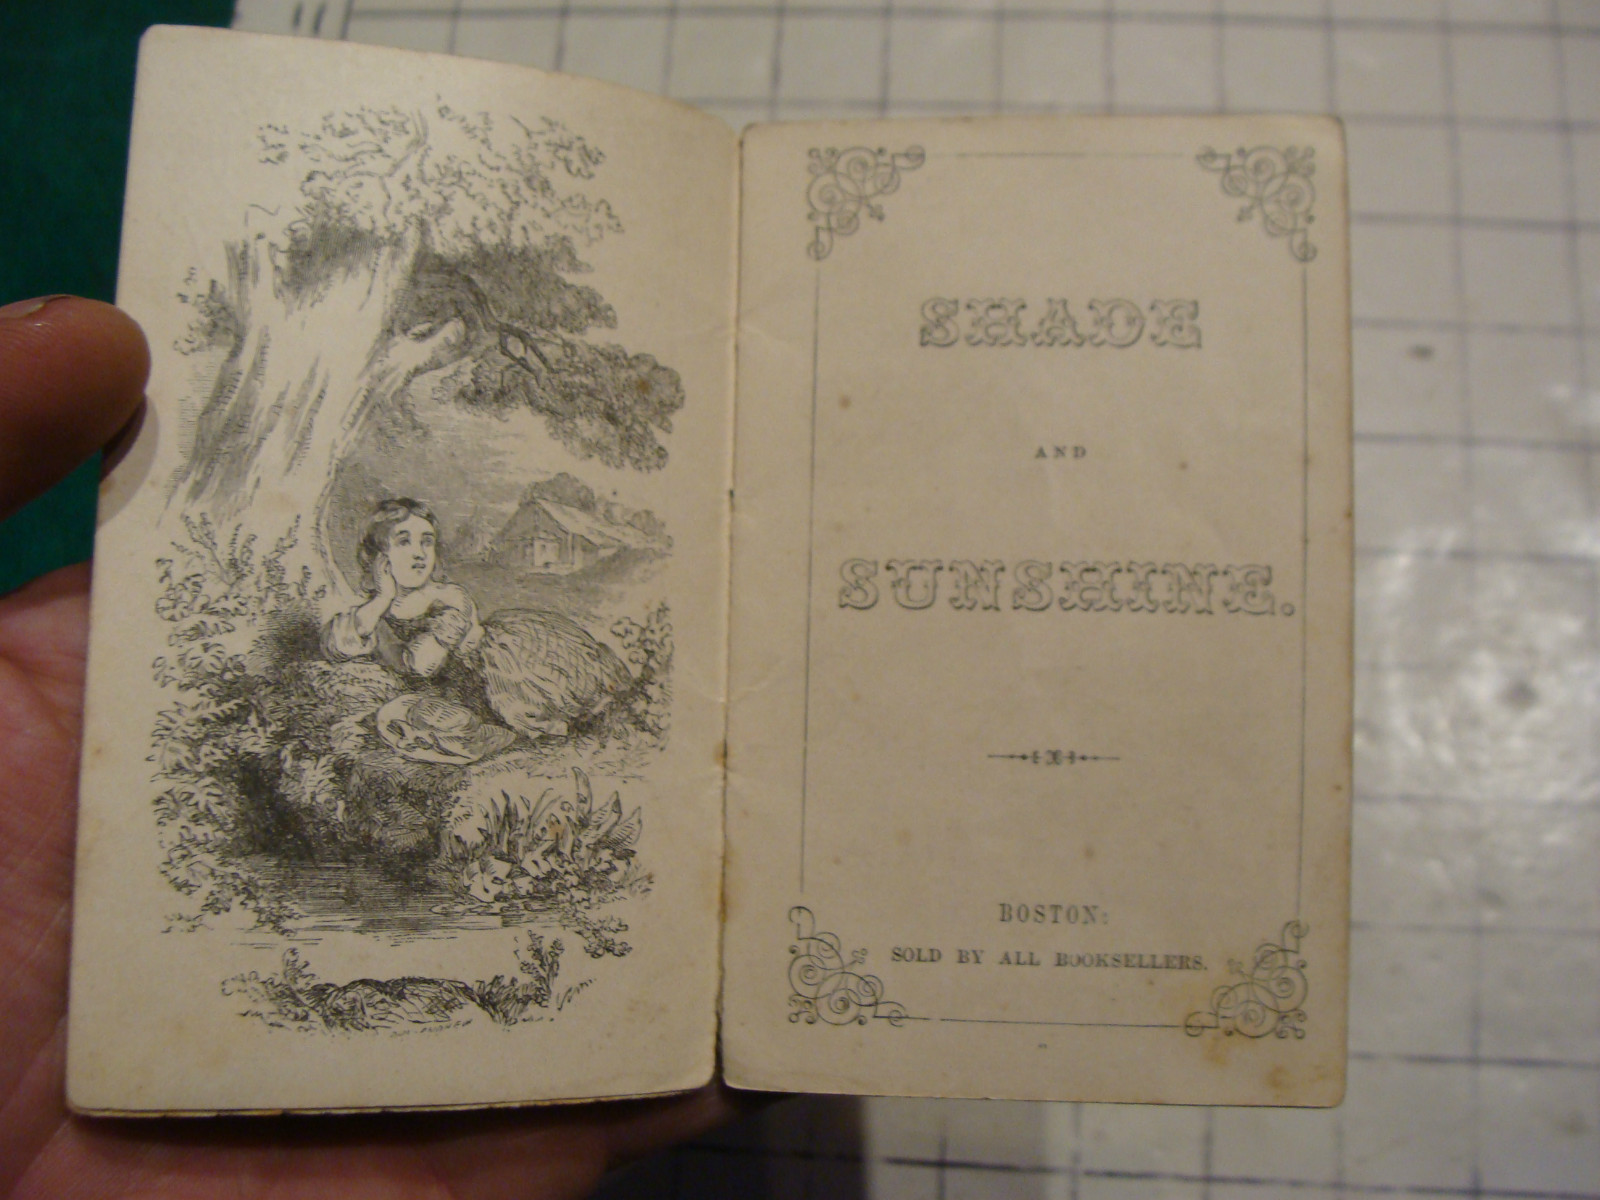 SHADE
AND
SUNSHINE.
BOSTON:
SOLD BY ALL BOOKSELLERS.